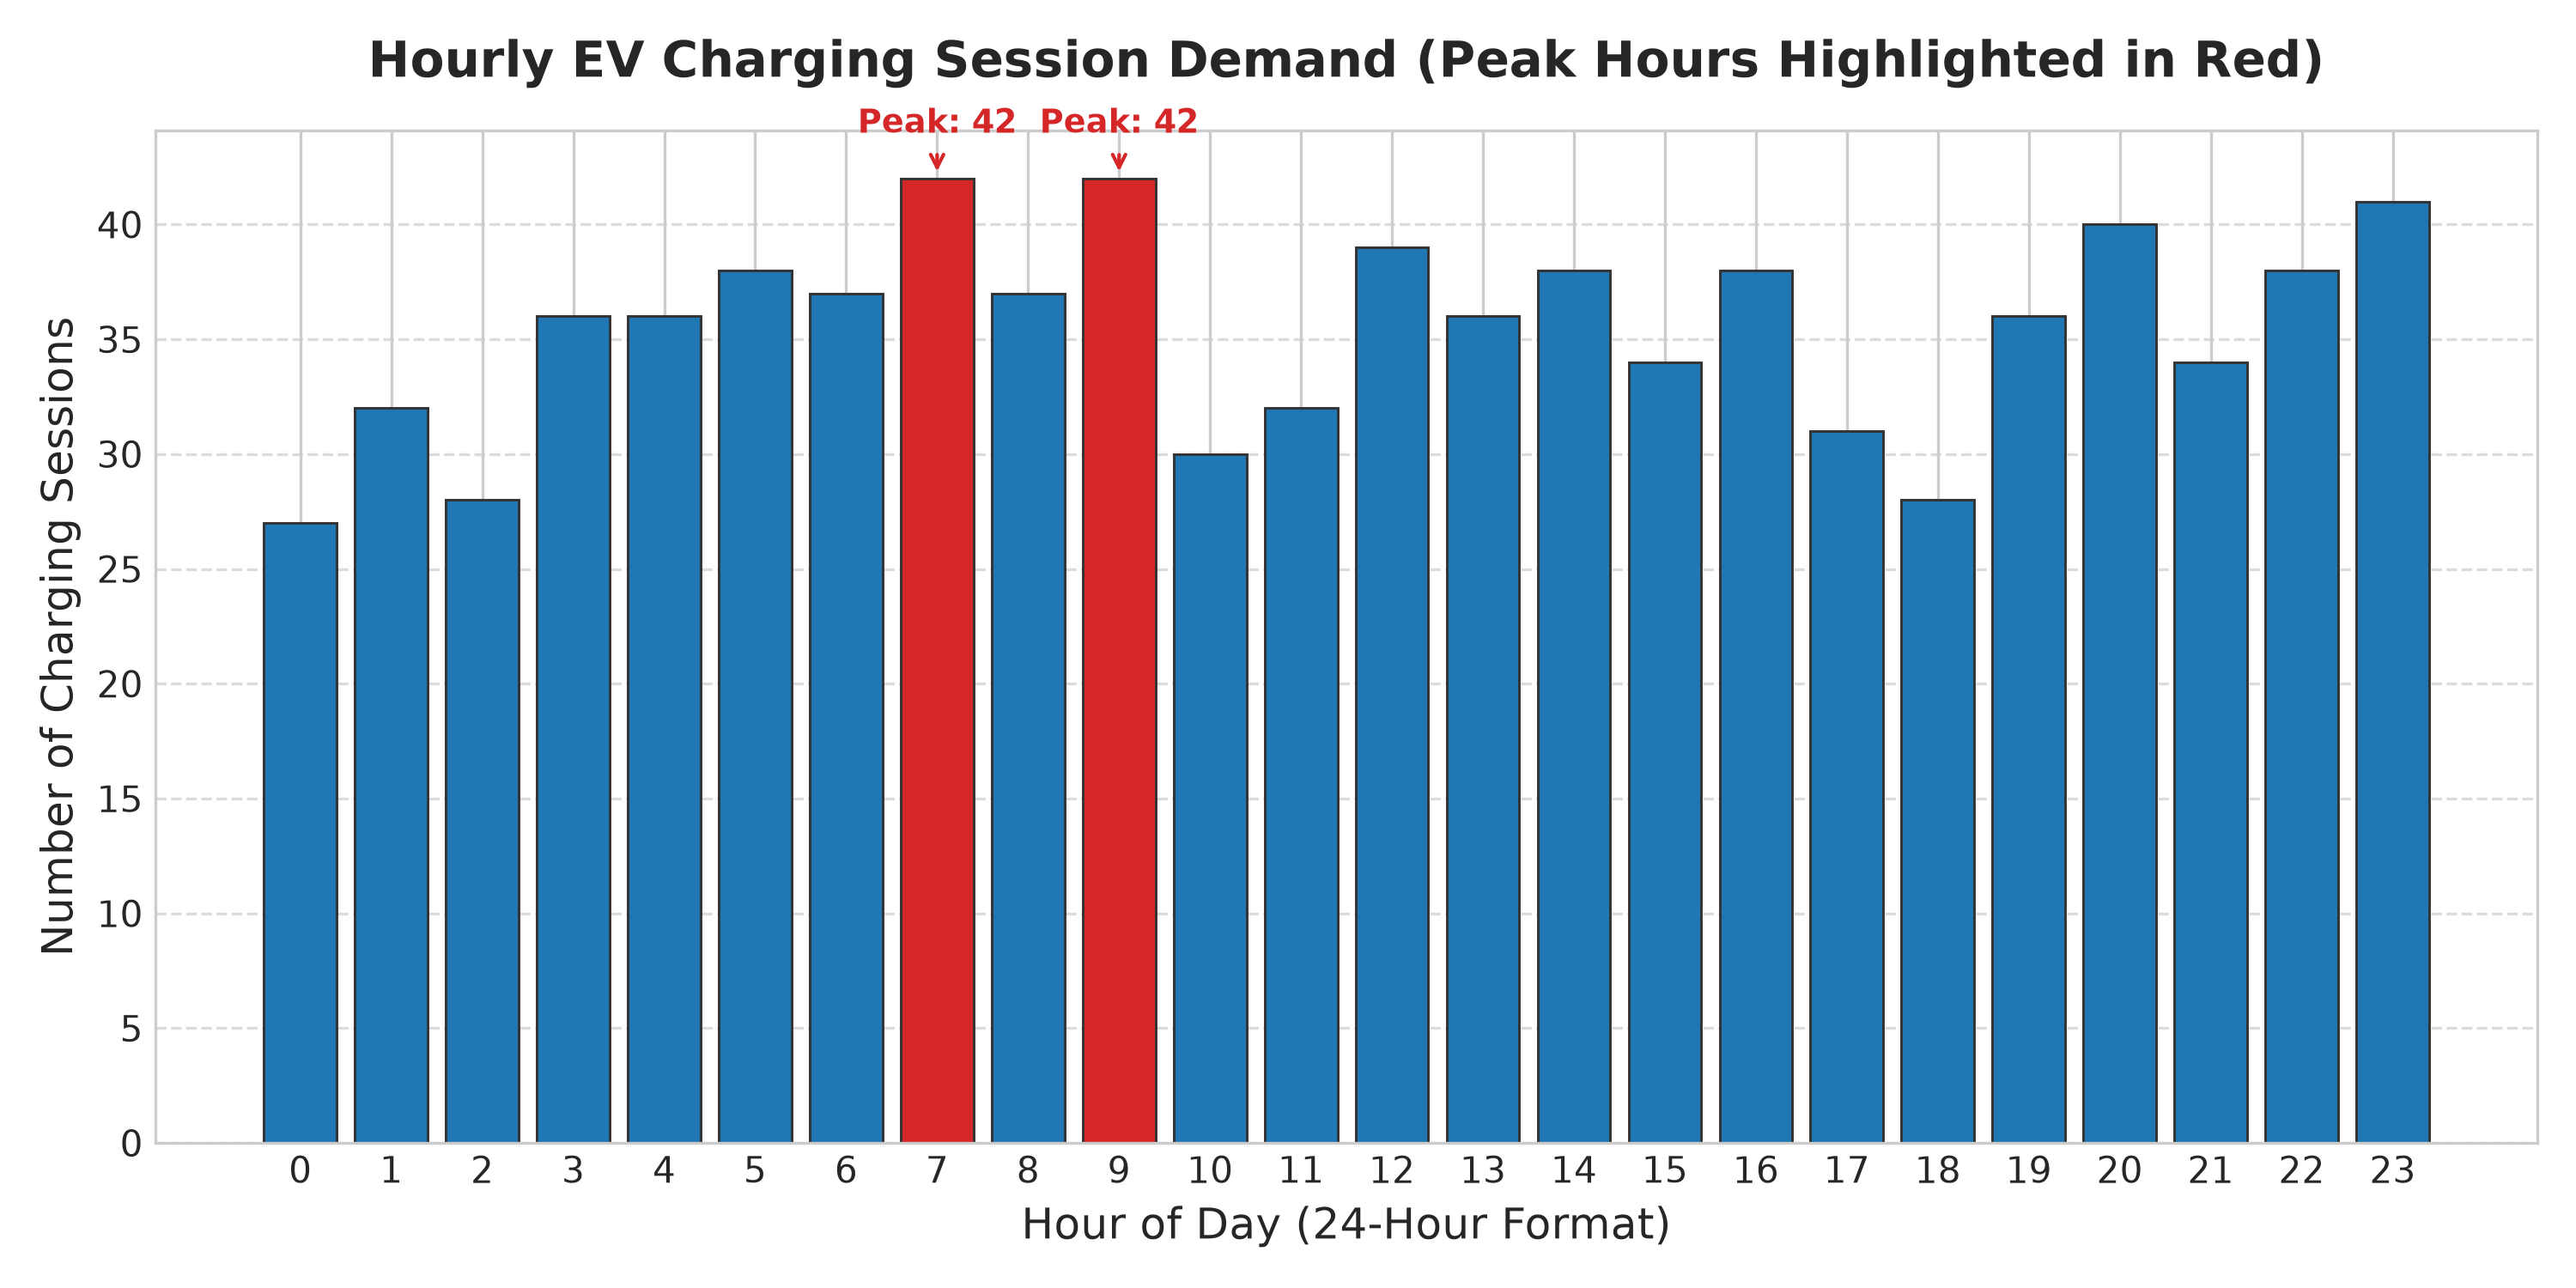 Hourly EV Charging Session Demand (Peak Hours Highlighted in Red)
Peak: 42 Peak: 42
40
35
30
25
20
15
10
5
0
Number of Charging Sessions
0 1 2 3 4 5 6 7 8 9 10 11 12 13 14 15 16 17 18 19 20 21 22 23
Hour of Day (24-Hour Format)